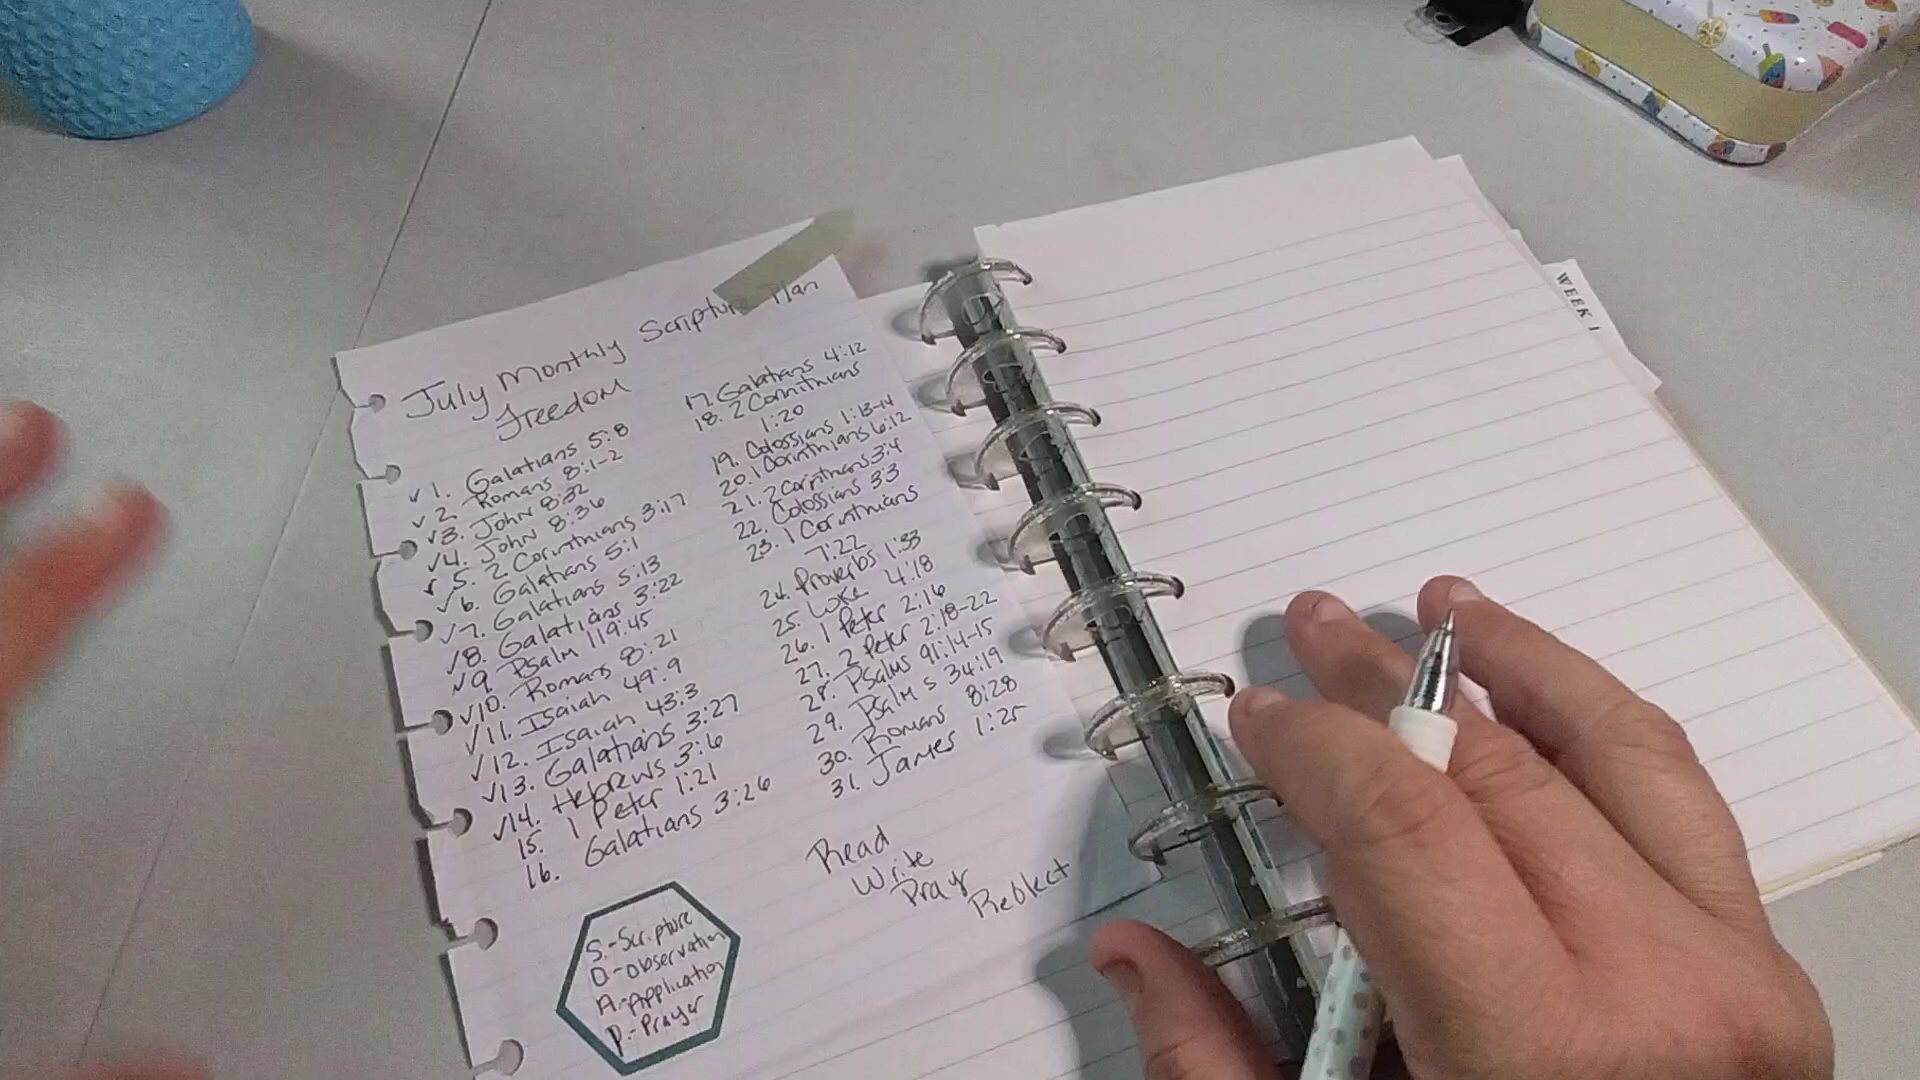 July Monthly Scripture Plan
Freedom
✓1. Galatians 5:8
✓2. Romans 8:1-2
✓3. John 8:32
✓4. John 8:36
✓5. 2 Corinthians 3:17
✓6. Galatians 5:1
✓7. Galatians 5:13
✓8. Galatians 3:22
✓9. Psalm 119:45
✓10. Romans 8:21
✓11. Isaiah 49:9
✓12. Isaiah 43:3
✓13. Galatians 3:27
✓14. Hebrews 3:6
15. 1 Peter 1:21
16. Galatians 3:26
17. Galatians 4:12
18. 2 Corinthians
1:20
19. Colossians 1:13-14
20. 1 Corinthians 6:12
21. 2 Corinthians 3:4
22. Colossians 3:3
23. 1 Corinthians
7:22
24. Proverbs 1:33
25. Luke 4:18
26. 1 Peter 2:16
27. 2 Peter 2:18-22
28. Psalms 91:14-15
29. Psalms 34:19
30. Romans 8:28
31. James 1:25
Read
Write
Pray
Reflect
S.-Scripture
O.-Observation
A.-Application
P.-Prayer
WEEK 1